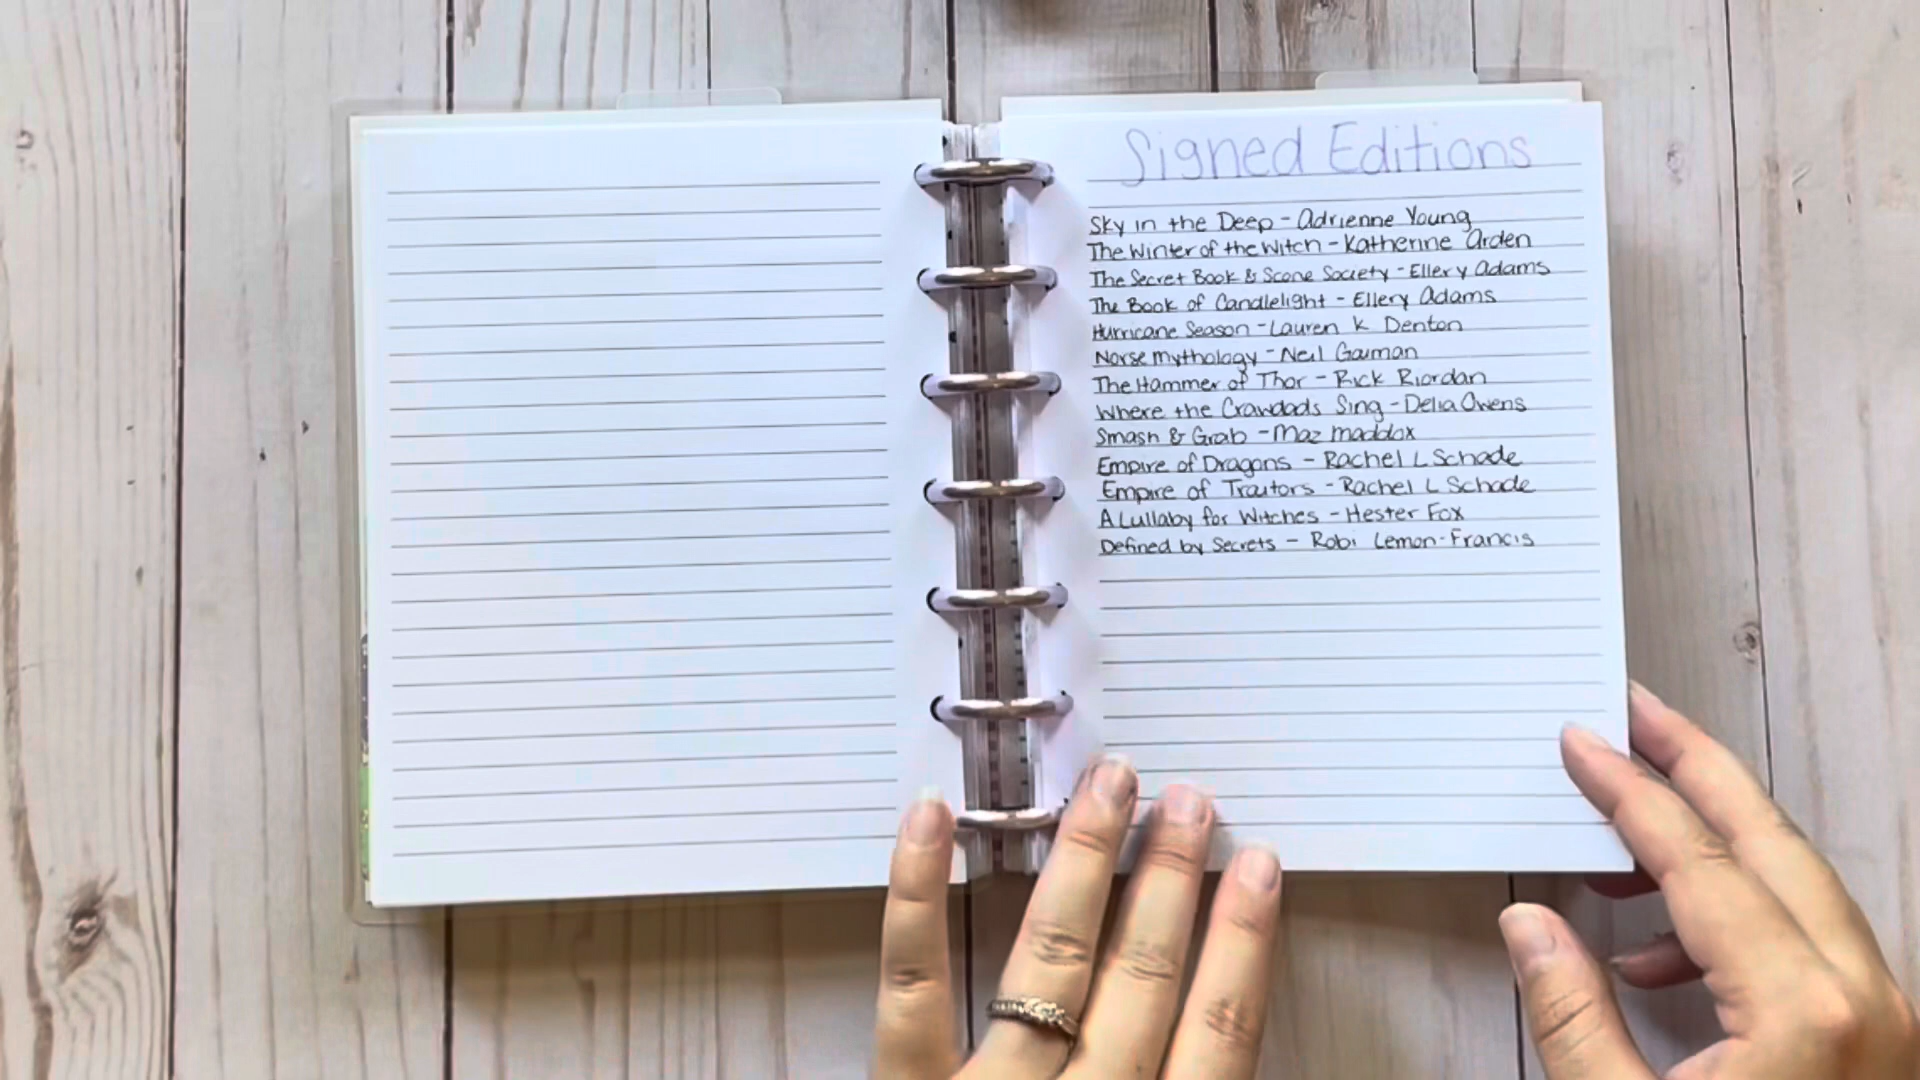 Signed Editions
Sky in the Deep - Adrienne Young
The Winter of the Witch - Katherine Arden
The Secret Book & Scone Society - Ellery Adams
The Book of Candlelight - Ellery Adams
Hurricane Season - Lauren K Denton
Norse Mythology - Neil Gaiman
The Hammer of Thor - Rick Riordan
Where the Crawdads Sing - Delia Owens
Smash & Grab - Maz Maddox
Empire of Dragons - Rachel L Schade
Empire of Traitors - Rachel L Schade
A Lullaby for Witches - Hester Fox
Defined by Secrets - Robi Lemon-Francis